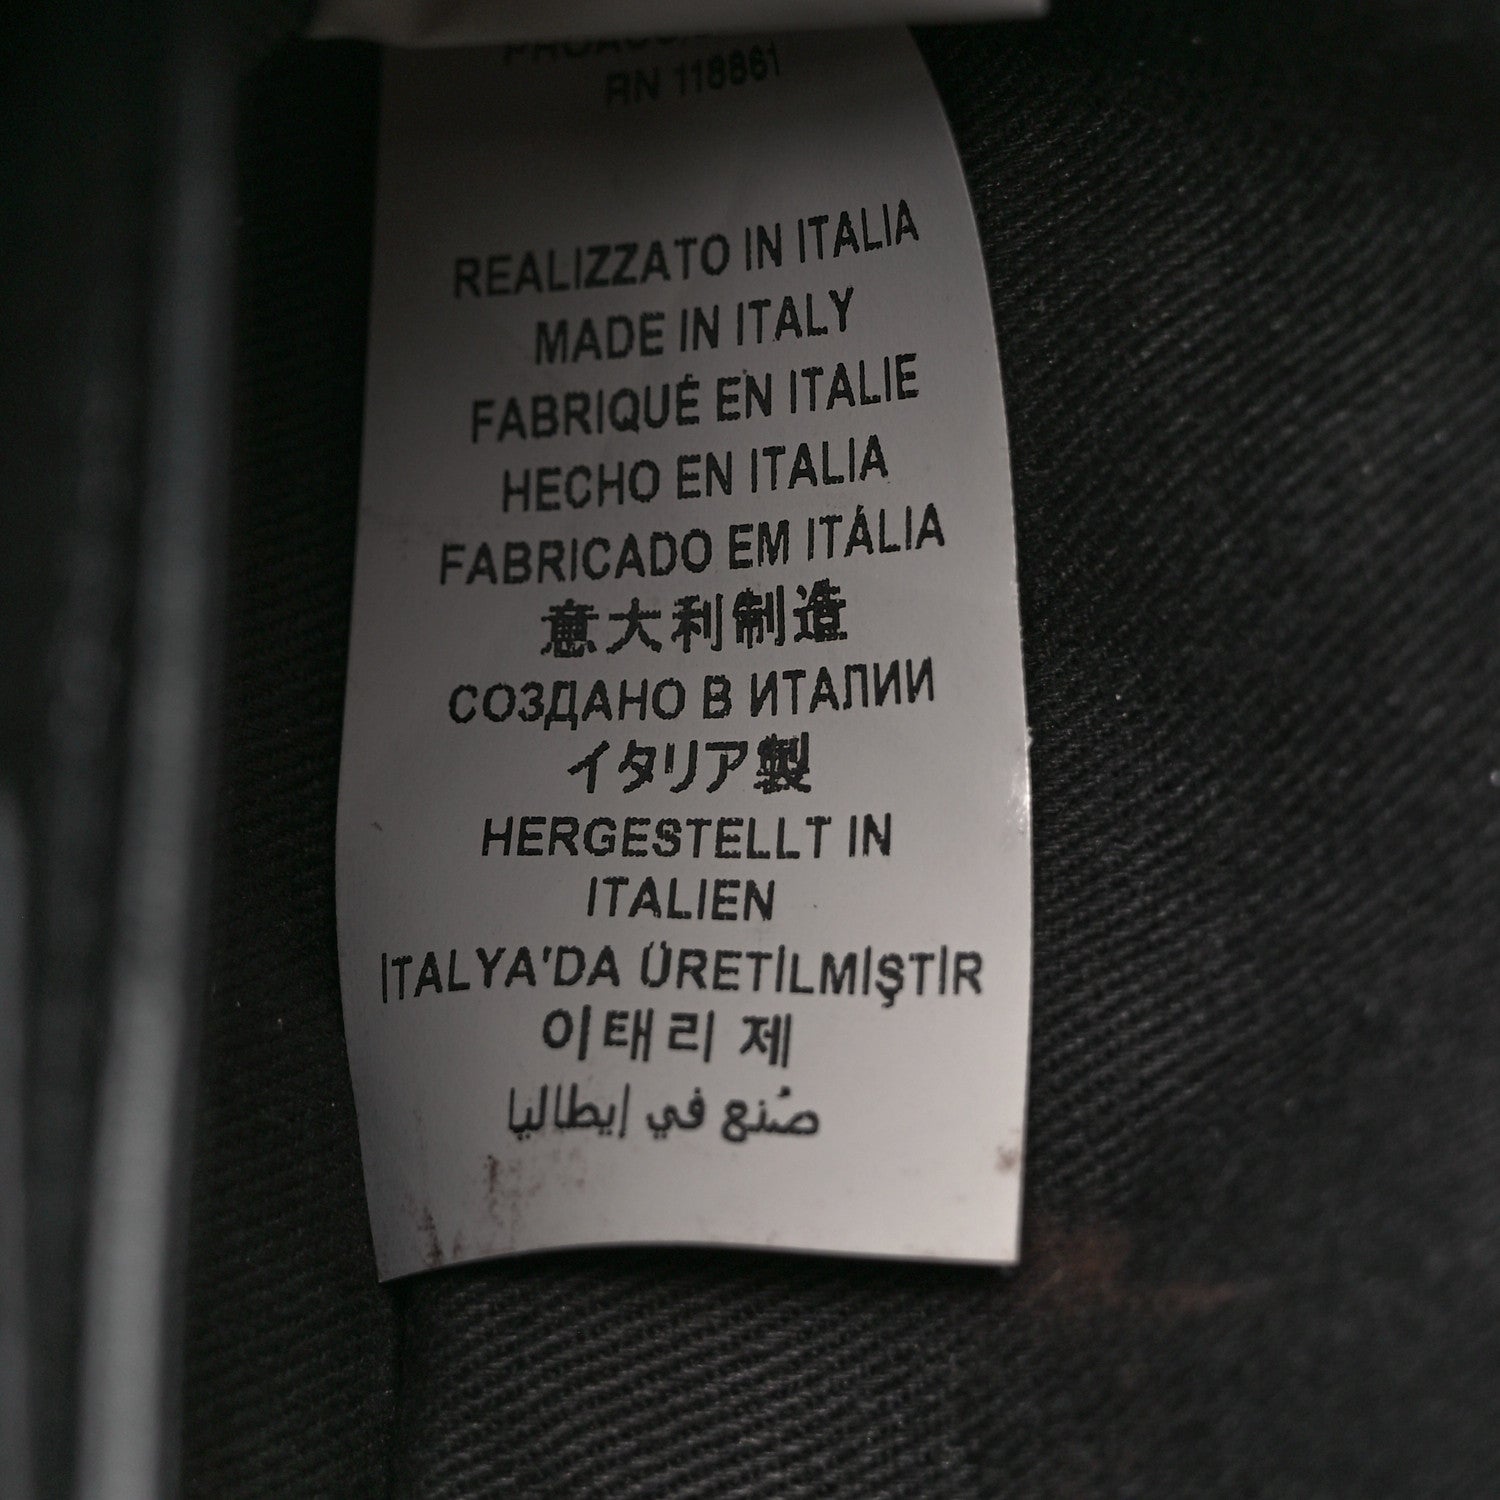 RN 118861
REALIZZATO IN ITALIA
MADE IN ITALY
FABRIQUÉ EN ITALIE
HECHO EN ITALIA
FABRICADO EM ITÁLIA
意大利制造
СОЗДАНО В ИТАЛИИ
イタリア製
HERGESTELLT IN
ITALIEN
İTALYA'DA ÜRETİLMİŞTİR
이태리 제
صُنع في إيطاليا